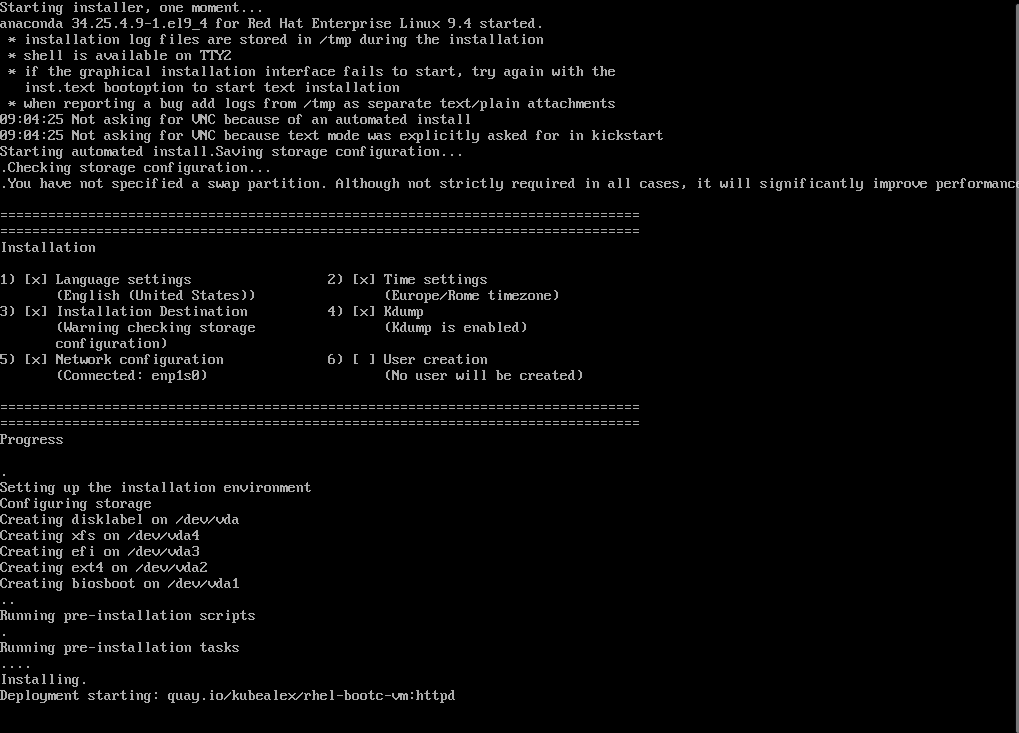 Starting installer, one moment...
anaconda 34.25.4.9-1.el9_4 for Red Hat Enterprise Linux 9.4 started.
 * installation log files are stored in /tmp during the installation
 * shell is available on TTY2
 * if the graphical installation interface fails to start, try again with the
   inst.text bootoption to start text installation
 * when reporting a bug add logs from /tmp as separate text/plain attachments
09:04:25 Not asking for VNC because of an automated install
09:04:25 Not asking for VNC because text mode was explicitly asked for in kickstart
Starting automated install.Saving storage configuration...
.Checking storage configuration...
.You have not specified a swap partition. Although not strictly required in all cases, it will significantly improve performance
================================================================================
================================================================================
Installation
1) [x] Language settings                 2) [x] Time settings
       (English (United States))                (Europe/Rome timezone)
3) [x] Installation Destination          4) [x] Kdump
       (Warning checking storage                (Kdump is enabled)
       configuration)
5) [x] Network configuration             6) [ ] User creation
       (Connected: enp1s0)                      (No user will be created)
================================================================================
================================================================================
Progress
.
Setting up the installation environment
Configuring storage
Creating disklabel on /dev/vda
Creating xfs on /dev/vda4
Creating efi on /dev/vda3
Creating ext4 on /dev/vda2
Creating biosboot on /dev/vda1
..
Running pre-installation scripts
.
Running pre-installation tasks
....
Installing.
Deployment starting: quay.io/kubealex/rhel-bootc-vm:httpd